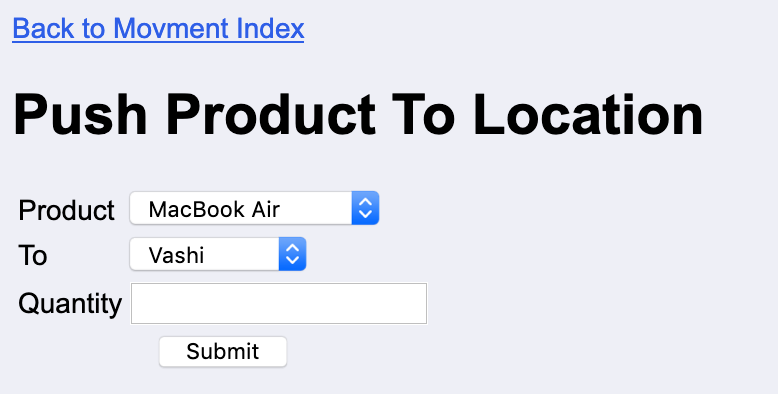 Back to Movment Index
Push Product To Location
Product MacBook Air
To Vashi
Quantity
Submit